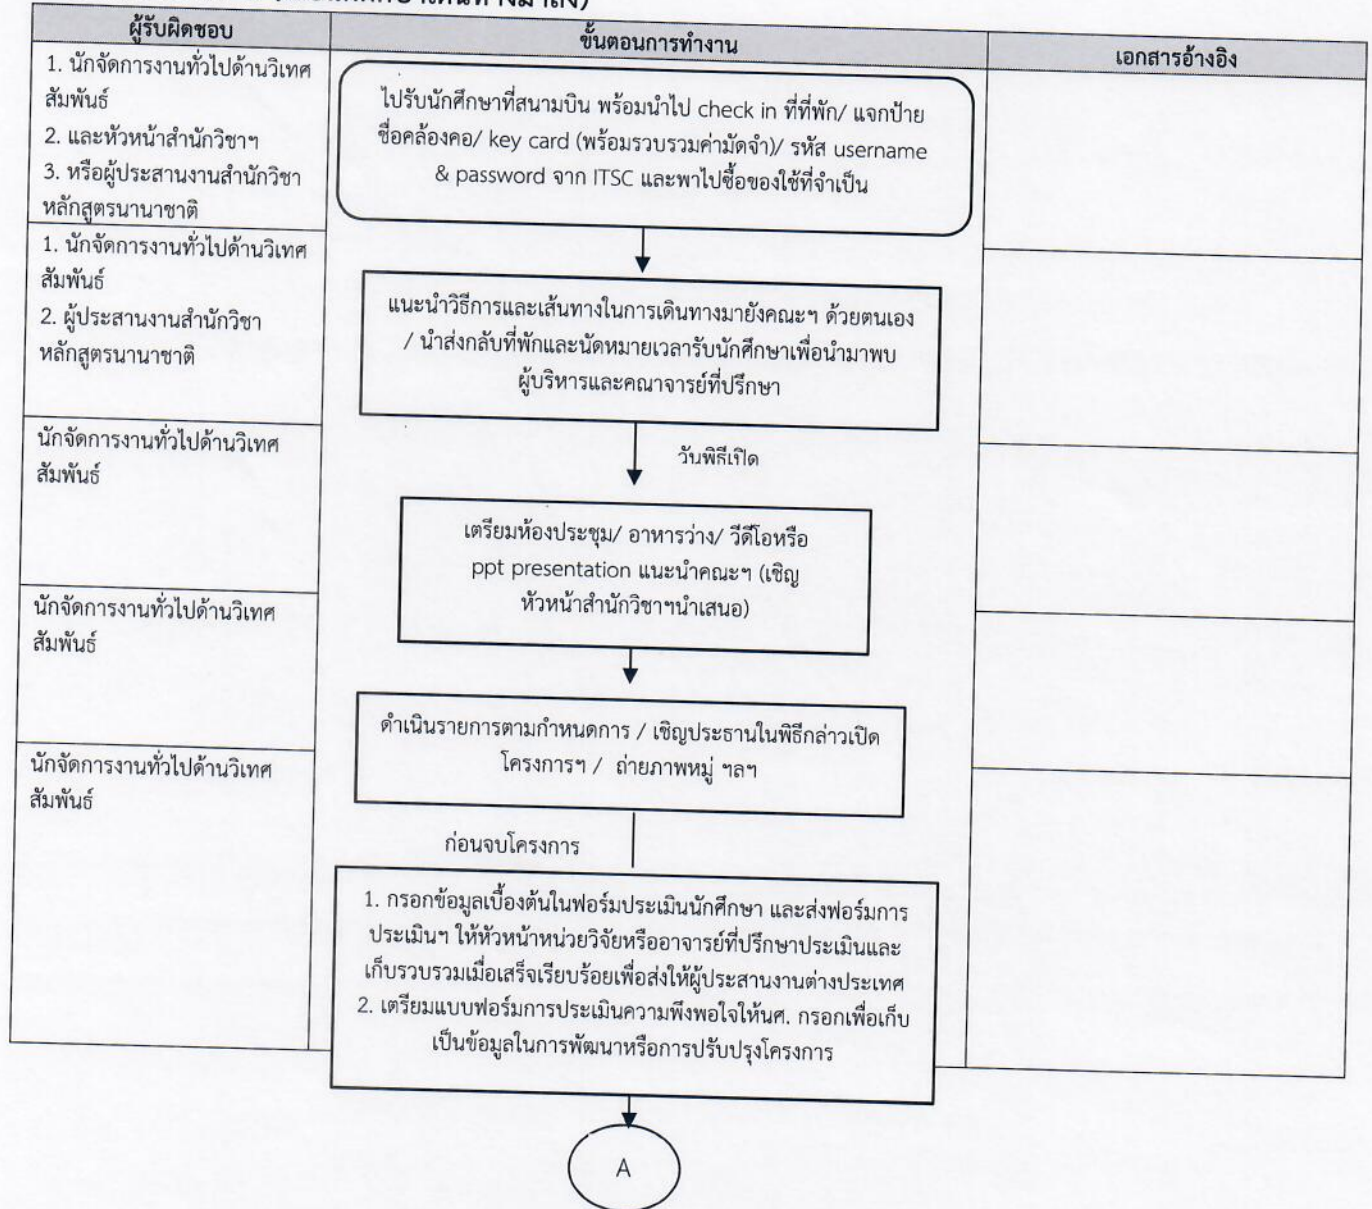 ผู้รับผิดชอบ
ขั้นตอนการทำงาน
เอกสารอ้างอิง
1. นักจัดการงานทั่วไปด้านวิเทศ
สัมพันธ์
2. และหัวหน้าสำนักวิชาฯ
3. หรือผู้ประสานงานสำนักวิชา
หลักสูตรนานาชาติ
ไปรับนักศึกษาที่สนามบิน พร้อมนำไป check in ที่ที่พัก/ แจกป้าย
ชื่อคล้องคอ/ key card (พร้อมรวบรวมค่ามัดจำ)/ รหัส username
& password จาก ITSC และพาไปซื้อของใช้ที่จำเป็น
1. นักจัดการงานทั่วไปด้านวิเทศ
สัมพันธ์
2. ผู้ประสานงานสำนักวิชา
หลักสูตรนานาชาติ
แนะนำวิธีการและเส้นทางในการเดินทางมายังคณะฯ ด้วยตนเอง
/ นำส่งกลับที่พักและนัดหมายเวลารับนักศึกษาเพื่อนำมาพบ
ผู้บริหารและคณาจารย์ที่ปรึกษา
วันพิธีเปิด
นักจัดการงานทั่วไปด้านวิเทศ
สัมพันธ์
เตรียมห้องประชุม/ อาหารว่าง/ วีดีโอหรือ
ppt presentation แนะนำคณะฯ (เชิญ
หัวหน้าสำนักวิชาฯนำเสนอ)
นักจัดการงานทั่วไปด้านวิเทศ
สัมพันธ์
ดำเนินรายการตามกำหนดการ / เชิญประธานในพิธีกล่าวเปิด
โครงการฯ / ถ่ายภาพหมู่ ฯลฯ
ก่อนจบโครงการ
นักจัดการงานทั่วไปด้านวิเทศ
สัมพันธ์
1. กรอกข้อมูลเบื้องต้นในฟอร์มประเมินนักศึกษา และส่งฟอร์มการ
ประเมินฯ ให้หัวหน้าหน่วยวิจัยหรืออาจารย์ที่ปรึกษาประเมินและ
เก็บรวบรวมเมื่อเสร็จเรียบร้อยเพื่อส่งให้ผู้ประสานงานต่างประเทศ
2. เตรียมแบบฟอร์มการประเมินความพึงพอใจให้นศ. กรอกเพื่อเก็บ
เป็นข้อมูลในการพัฒนาหรือการปรับปรุงโครงการ
A